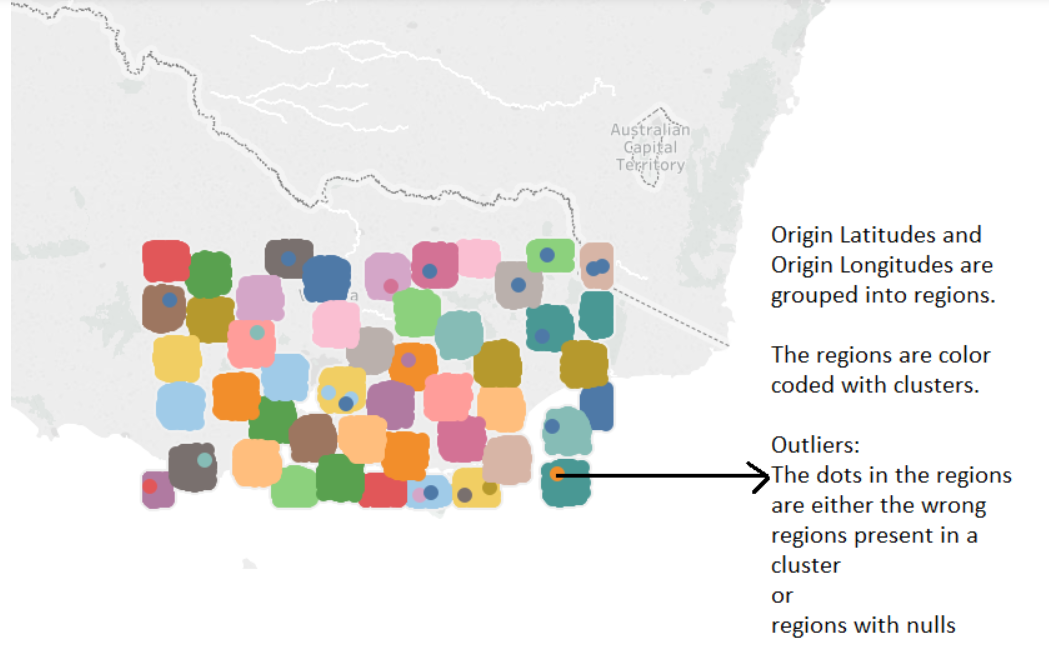 Australian
Capital
Territory
Origin Latitudes and
Origin Longitudes are
grouped into regions.
The regions are color
coded with clusters.
Outliers:
The dots in the regions
are either the wrong
regions present in a
cluster
or
regions with nulls